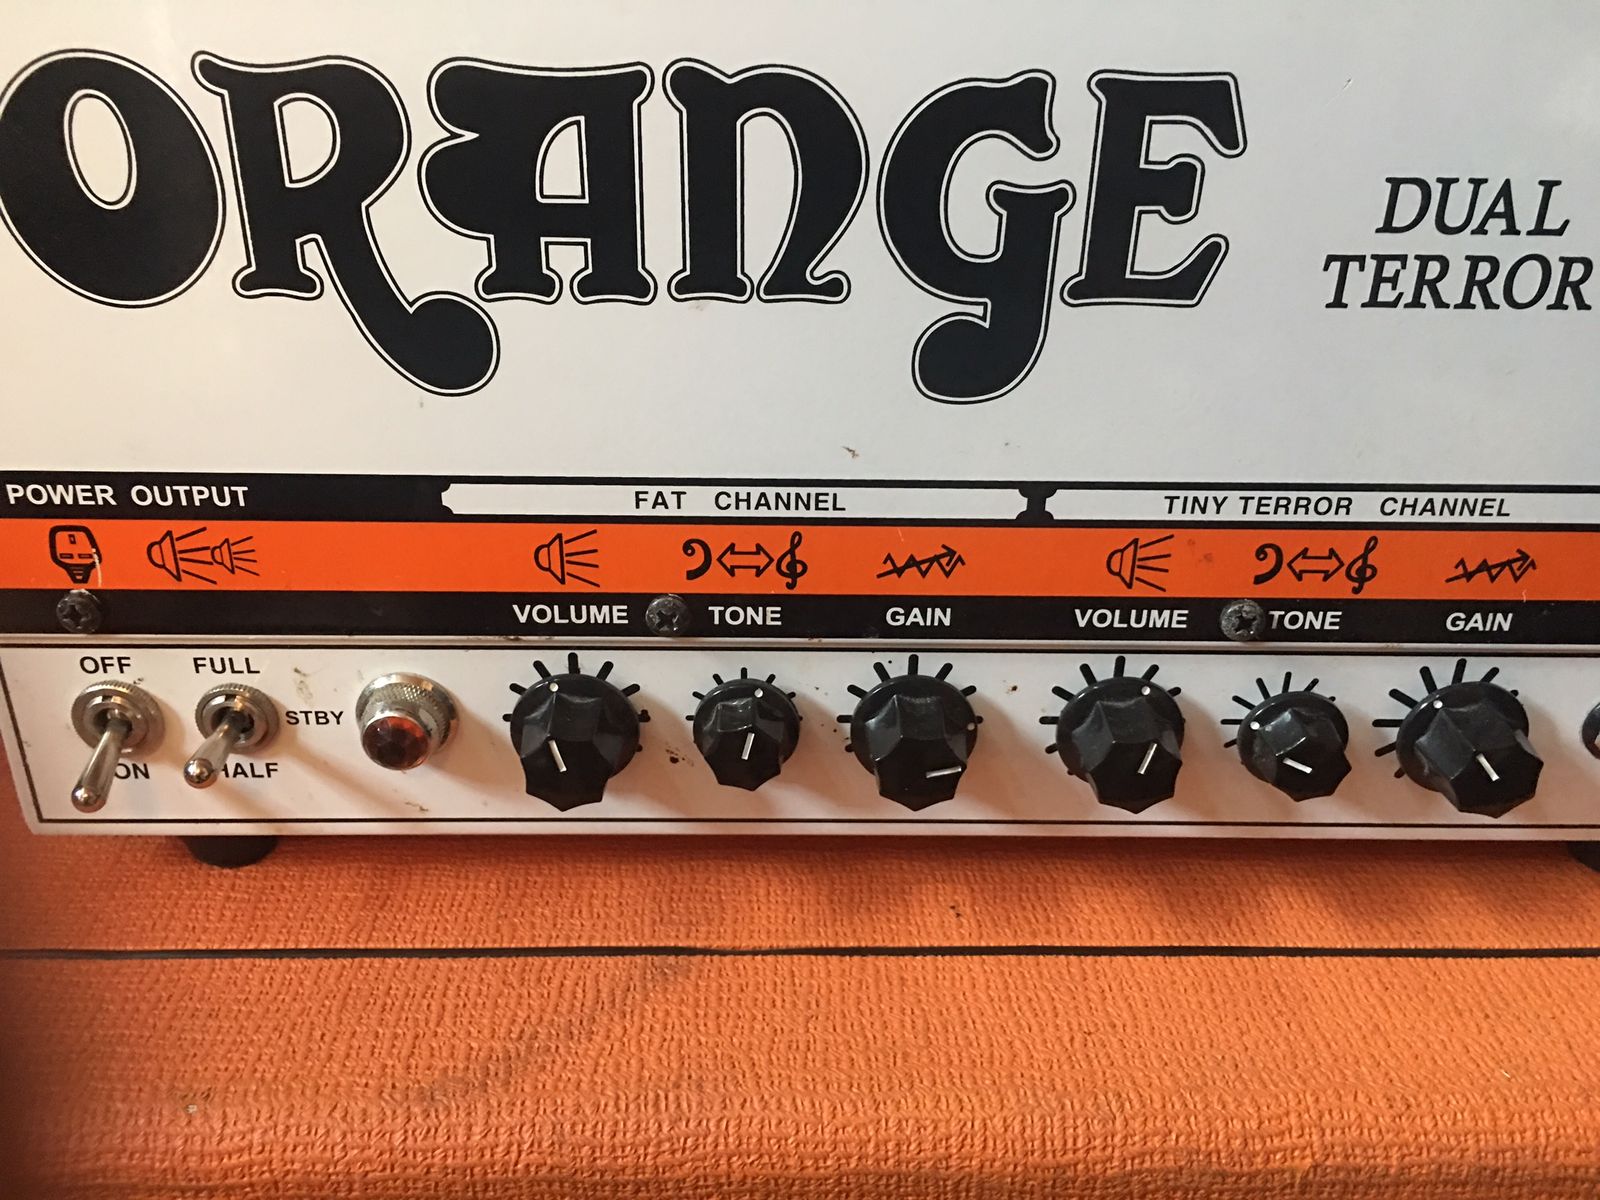 ORANGE
DUAL
TERROR
POWER OUTPUT
FAT CHANNEL
TINY TERROR CHANNEL
VOLUME TONE GAIN VOLUME TONE GAIN
OFF FULL
STBY
ON HALF